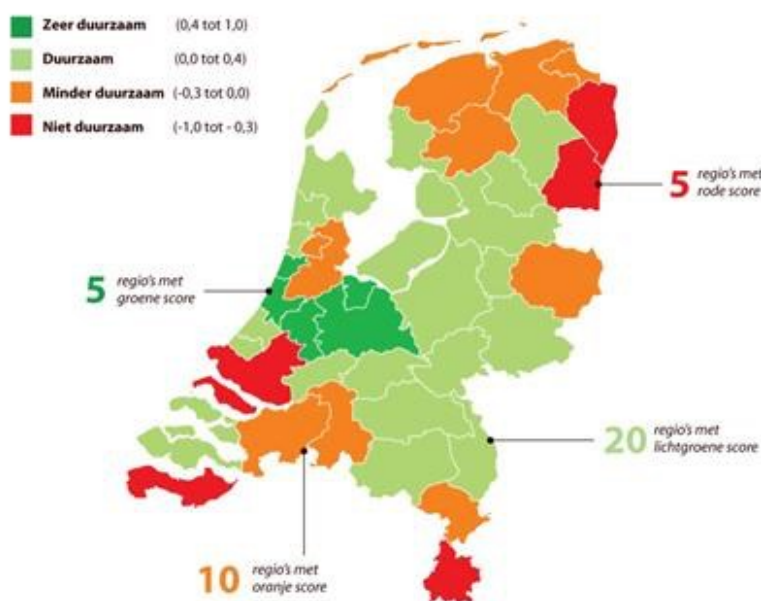 Zeer duurzaam (0,4 tot 1,0)
Duurzaam (0,0 tot 0,4)
Minder duurzaam (-0,3 tot 0,0)
Niet duurzaam (-1,0 tot - 0,3)
5 regio's met
rode score
5 regio's met
groene score
20 regio's met
lichtgroene score
10 regio's met
oranje score